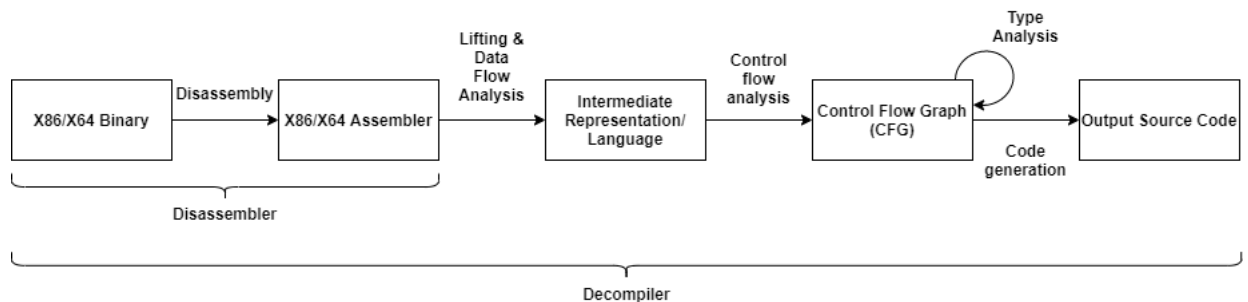 Type
Analysis
Lifting &
Data
Flow
Analysis
Control
flow
analysis
Disassembly
X86/X64 Binary
X86/X64 Assembler
Intermediate
Representation/
Language
Control Flow Graph
(CFG)
Output Source Code
Code
generation
Disassembler
Decompiler